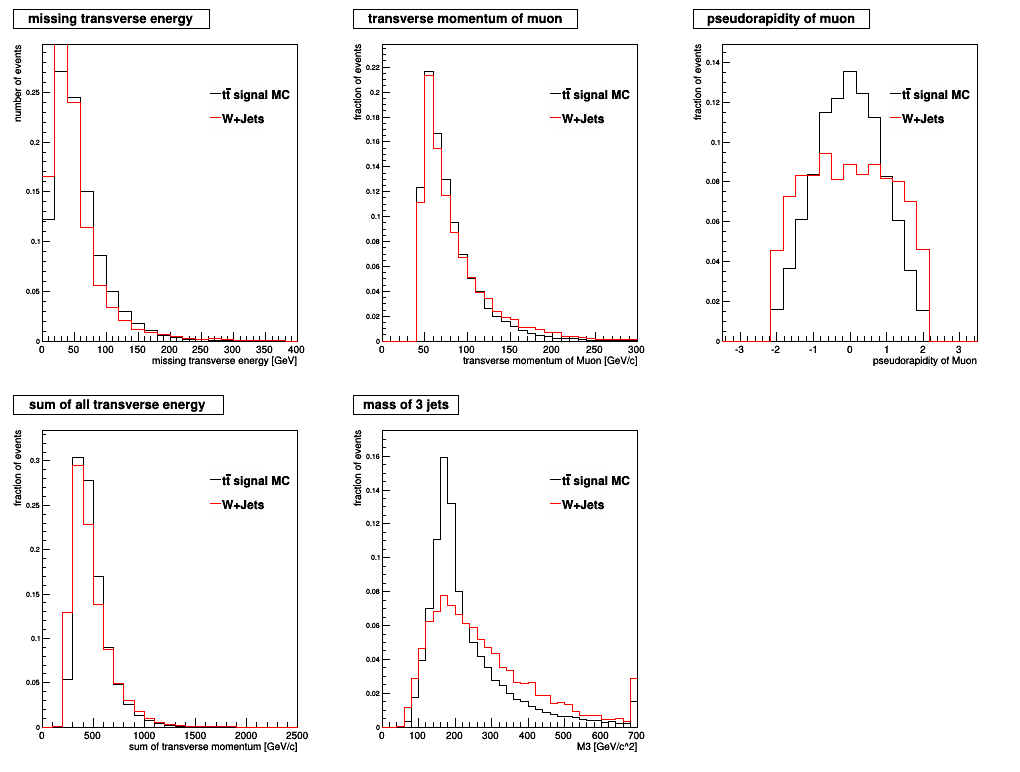 missing transverse energy
number of events
0.25
0.2
0.15
0.1
0.05
0
tt̄ signal MC
W+Jets
0 50 100 150 200 250 300 350 400
missing transverse energy [GeV]
transverse momentum of muon
fraction of events
0.22
0.2
0.18
0.16
0.14
0.12
0.1
0.08
0.06
0.04
0.02
0
tt̄ signal MC
W+Jets
0 50 100 150 200 250 300
transverse momentum of Muon [GeV/c]
pseudorapidity of muon
fraction of events
0.14
0.12
0.1
0.08
0.06
0.04
0.02
0
tt̄ signal MC
W+Jets
-3 -2 -1 0 1 2 3
pseudorapidity of Muon
sum of all transverse energy
fraction of events
0.3
0.25
0.2
0.15
0.1
0.05
0
tt̄ signal MC
W+Jets
0 500 1000 1500 2000 2500
sum of transverse momentum [GeV/c]
mass of 3 jets
fraction of events
0.16
0.14
0.12
0.1
0.08
0.06
0.04
0.02
0
tt̄ signal MC
W+Jets
0 100 200 300 400 500 600 700
M3 [GeV/c^2]